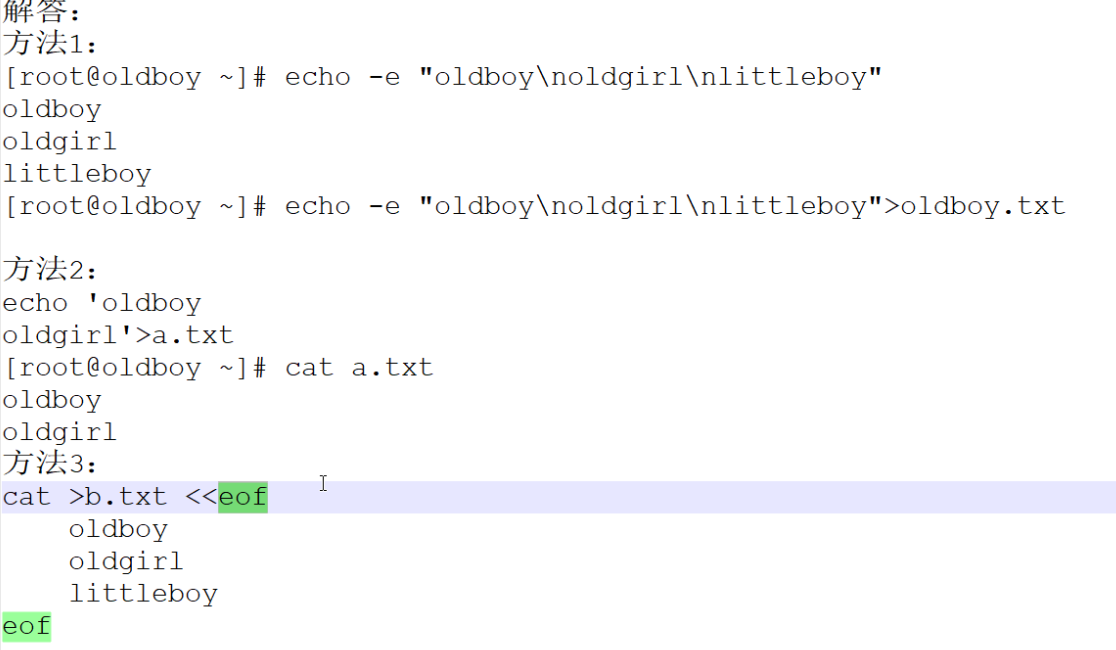 解答：
方法1：
[root@oldboy ~]# echo -e "oldboy\noldgirl\nlittleboy"
oldboy
oldgirl
littleboy
[root@oldboy ~]# echo -e "oldboy\noldgirl\nlittleboy">oldboy.txt
方法2：
echo 'oldboy
oldgirl'>a.txt
[root@oldboy ~]# cat a.txt
oldboy
oldgirl
方法3：
cat >b.txt <<eof
    oldboy
    oldgirl
    littleboy
eof